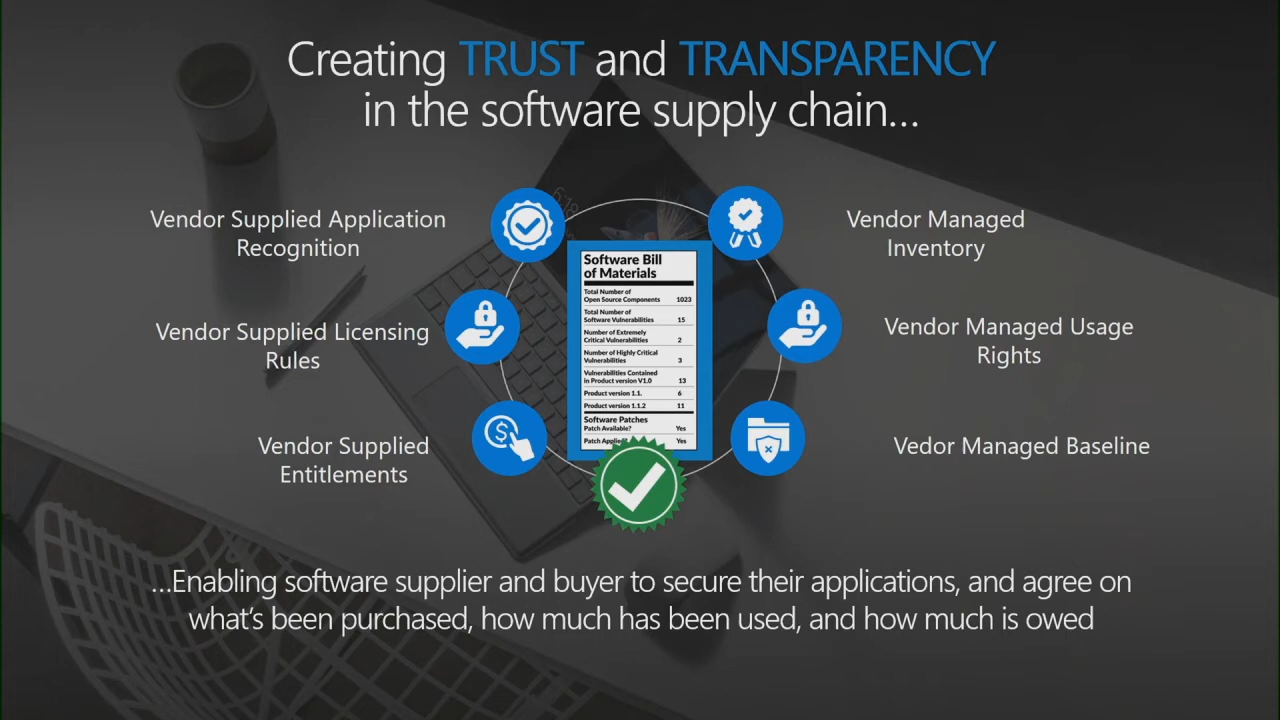 Creating TRUST and TRANSPARENCY
in the software supply chain...
Vendor Supplied Application
Recognition
Vendor Supplied Licensing
Rules
Vendor Supplied
Entitlements
Software Bill
of Materials
Total Number of
Open Source Components 1023
Total Number of
Software Vulnerabilities 15
Number of Extremely
Critical Vulnerabilities 2
Number of Highly Critical
Vulnerabilities 3
Vulnerabilities Contained
in Product version V1.0 13
Product version 1.1. 6
Product version 1.1.2 11
Software Patches
Patch Available? Yes
Patch Yes
Vendor Managed
Inventory
Vendor Managed Usage
Rights
Vedor Managed Baseline
...Enabling software supplier and buyer to secure their applications, and agree on
what's been purchased, how much has been used, and how much is owed